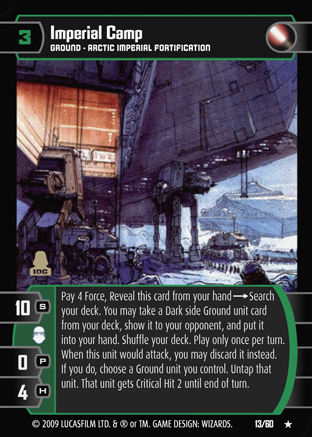 3
Imperial Camp
GROUND - ARCTIC IMPERIAL FORTIFICATION
IDC
10 S
0 P
4 H
Pay 4 Force, Reveal this card from your hand → Search
your deck. You may take a Dark side Ground unit card
from your deck, show it to your opponent, and put it
into your hand. Shuffle your deck. Play only once per turn.
When this unit would attack, you may discard it instead.
If you do, choose a Ground unit you control. Untap that
unit. That unit gets Critical Hit 2 until end of turn.
© 2009 LUCASFILM LTD. & ® or TM. GAME DESIGN: WIZARDS.
13/60 ★